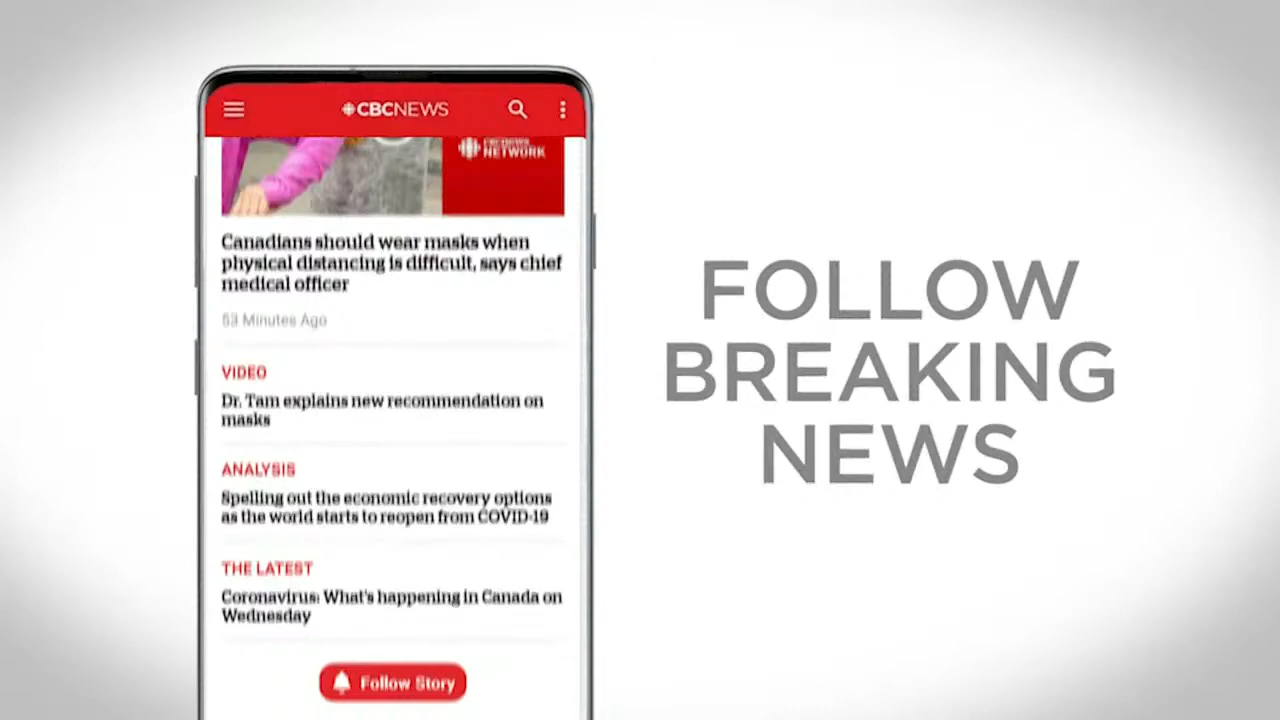 CBCNEWS
CBCNEWS
NETWORK
Canadians should wear masks when
physical distancing is difficult, says chief
medical officer
53 Minutes Ago
VIDEO
Dr. Tam explains new recommendation on
masks
ANALYSIS
Spelling out the economic recovery options
as the world starts to reopen from COVID-19
THE LATEST
Coronavirus: What's happening in Canada on
Wednesday
Follow Story
FOLLOW
BREAKING
NEWS